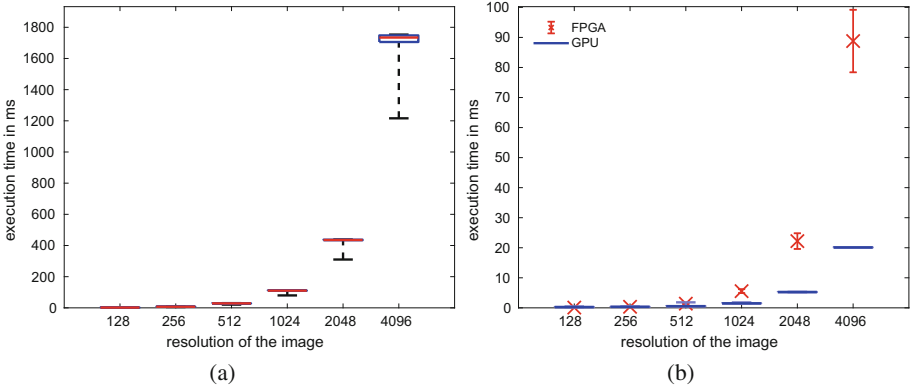 1800
1600
1400
1200
1000
800
600
400
200
0
execution time in ms
128 256 512 1024 2048 4096
resolution of the image
(a)
100
90
80
70
60
50
40
30
20
10
0
execution time in ms
FPGA
GPU
128 256 512 1024 2048 4096
resolution of the image
(b)